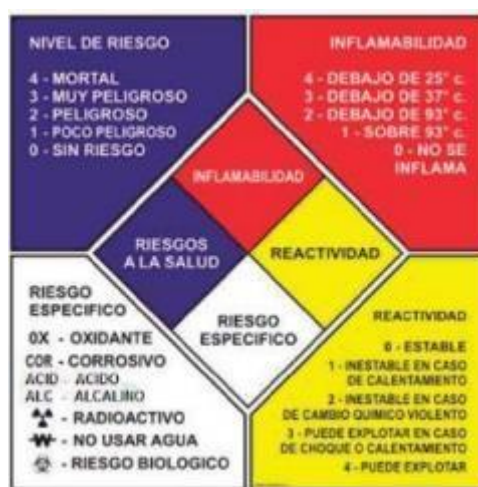 NIVEL DE RIESGO
4 - MORTAL
3 - MUY PELIGROSO
2 - PELIGROSO
1 - POCO PELIGROSO
0 - SIN RIESGO
INFLAMABILIDAD
4 - DEBAJO DE 25° c.
3 - DEBAJO DE 37° c.
2 - DEBAJO DE 93° c.
1 - SOBRE 93° c.
0 - NO SE
INFLAMA
INFLAMABILIDAD
RIESGOS
A LA SALUD
REACTIVIDAD
RIESGO
ESPECIFICO
RIESGO
ESPECIFICO
OX - OXIDANTE
COR - CORROSIVO
ACID - ACIDO
ALC - ALCALINO
- RADIOACTIVO
W - NO USAR AGUA
- RIESGO BIOLOGICO
REACTIVIDAD
0 - ESTABLE
1 - INESTABLE EN CASO
DE CALENTAMIENTO
2 - INESTABLE EN CASO
DE CAMBIO QUIMICO VIOLENTO
3 - PUEDE EXPLOTAR EN CASO
DE CHOQUE O CALENTAMIENTO
4 - PUEDE EXPLOTAR